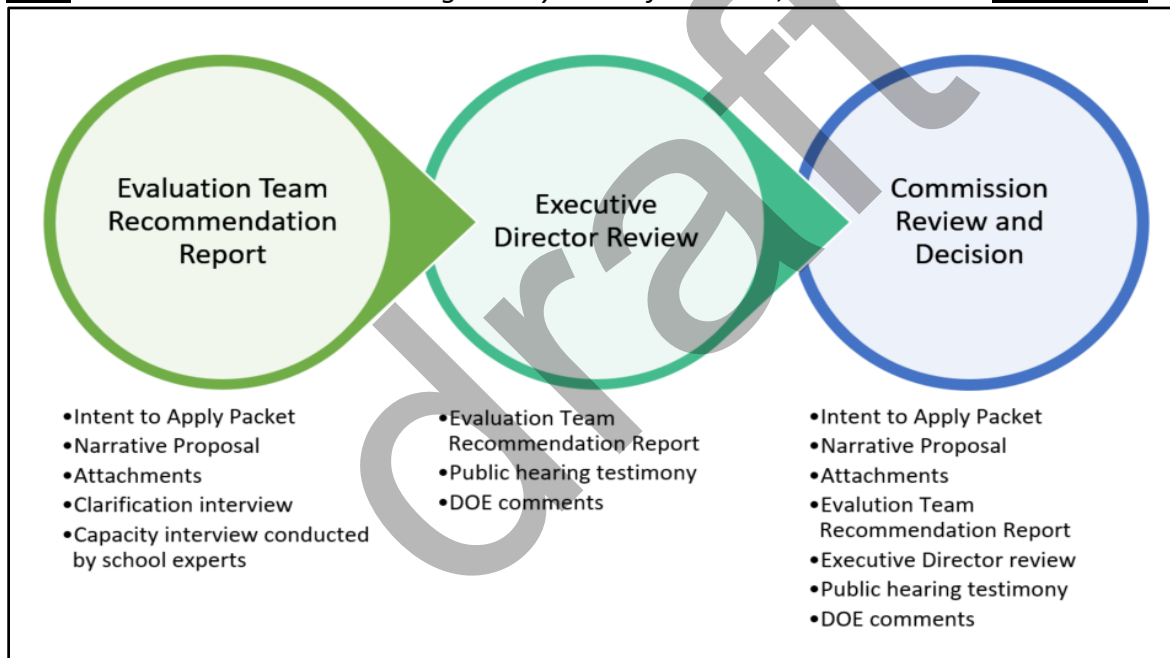 Evaluation Team
Recommendation
Report
Executive
Director Review
Commission
Review and
Decision
•Intent to Apply Packet
•Narrative Proposal
•Attachments
•Clarification interview
•Capacity interview conducted
by school experts
•Evaluation Team
Recommendation Report
•Public hearing testimony
•DOE comments
•Intent to Apply Packet
•Narrative Proposal
•Attachments
•Evalution Team
Recommendation Report
•Executive Director review
•Public hearing testimony
•DOE comments
draft